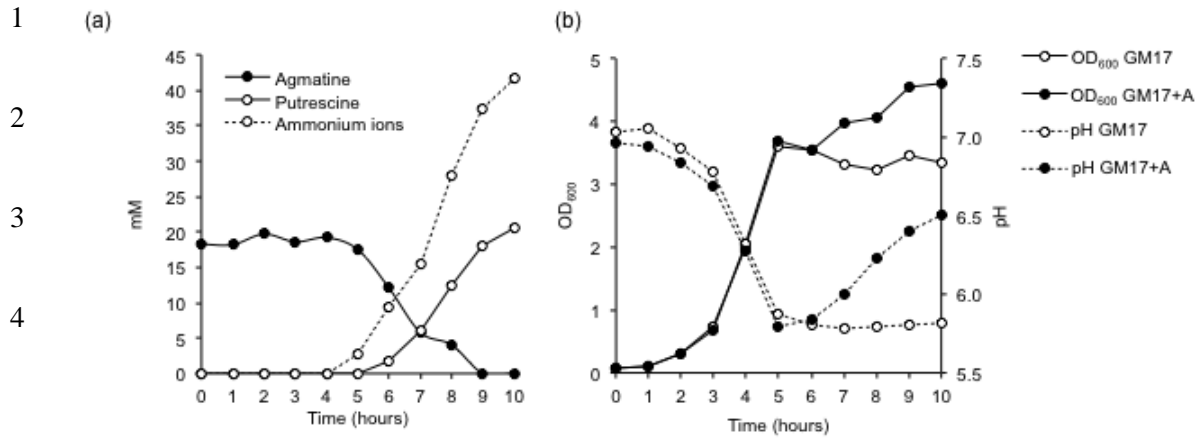 1
(a)
(b)
2
3
4
mM
45
40
35
30
25
20
15
10
5
0
Agmatine
Putrescine
Ammonium ions
0 1 2 3 4 5 6 7 8 9 10
Time (hours)
OD600
5
4
3
2
1
0
7.5
7.0
6.5
6.0
5.5
pH
0 1 2 3 4 5 6 7 8 9 10
Time (hours)
OD600 GM17
OD600 GM17+A
pH GM17
pH GM17+A